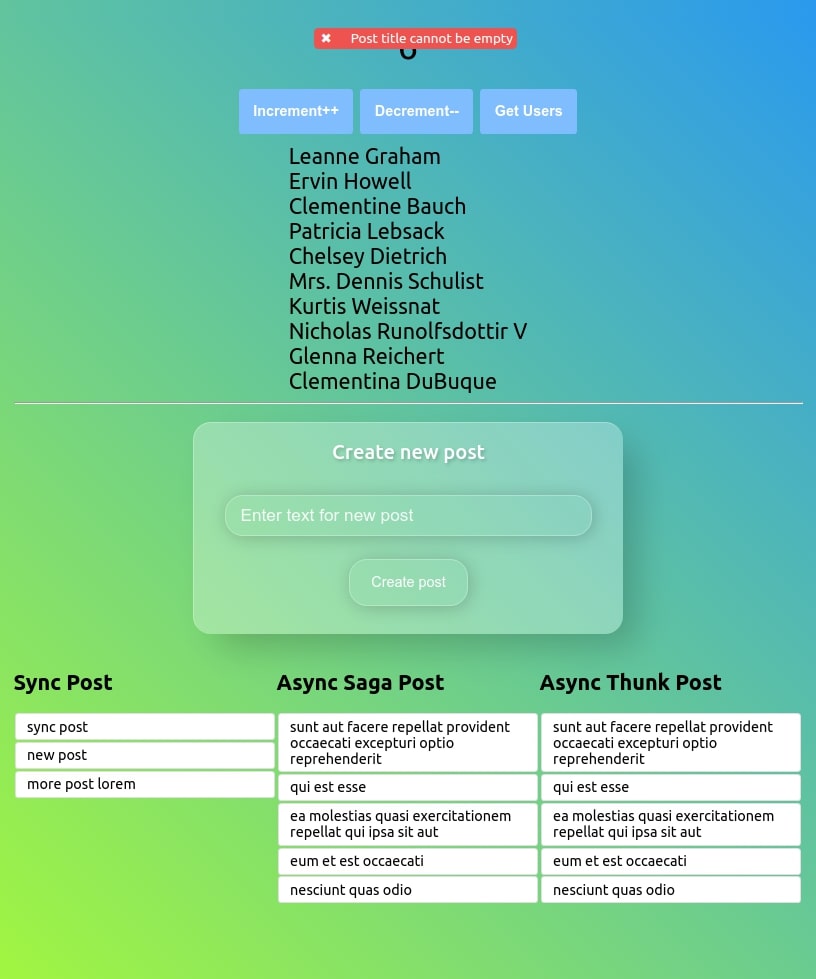 ✖ Post title cannot be empty
Increment++ Decrement-- Get Users
Leanne Graham
Ervin Howell
Clementine Bauch
Patricia Lebsack
Chelsey Dietrich
Mrs. Dennis Schulist
Kurtis Weissnat
Nicholas Runolfsdottir V
Glenna Reichert
Clementina DuBuque
Create new post
Enter text for new post
Create post
Sync Post
sync post
new post
more post lorem
Async Saga Post
sunt aut facere repellat provident
occaecati excepturi optio
reprehenderit
qui est esse
ea molestias quasi exercitationem
repellat qui ipsa sit aut
eum et est occaecati
nesciunt quas odio
Async Thunk Post
sunt aut facere repellat provident
occaecati excepturi optio
reprehenderit
qui est esse
ea molestias quasi exercitationem
repellat qui ipsa sit aut
eum et est occaecati
nesciunt quas odio